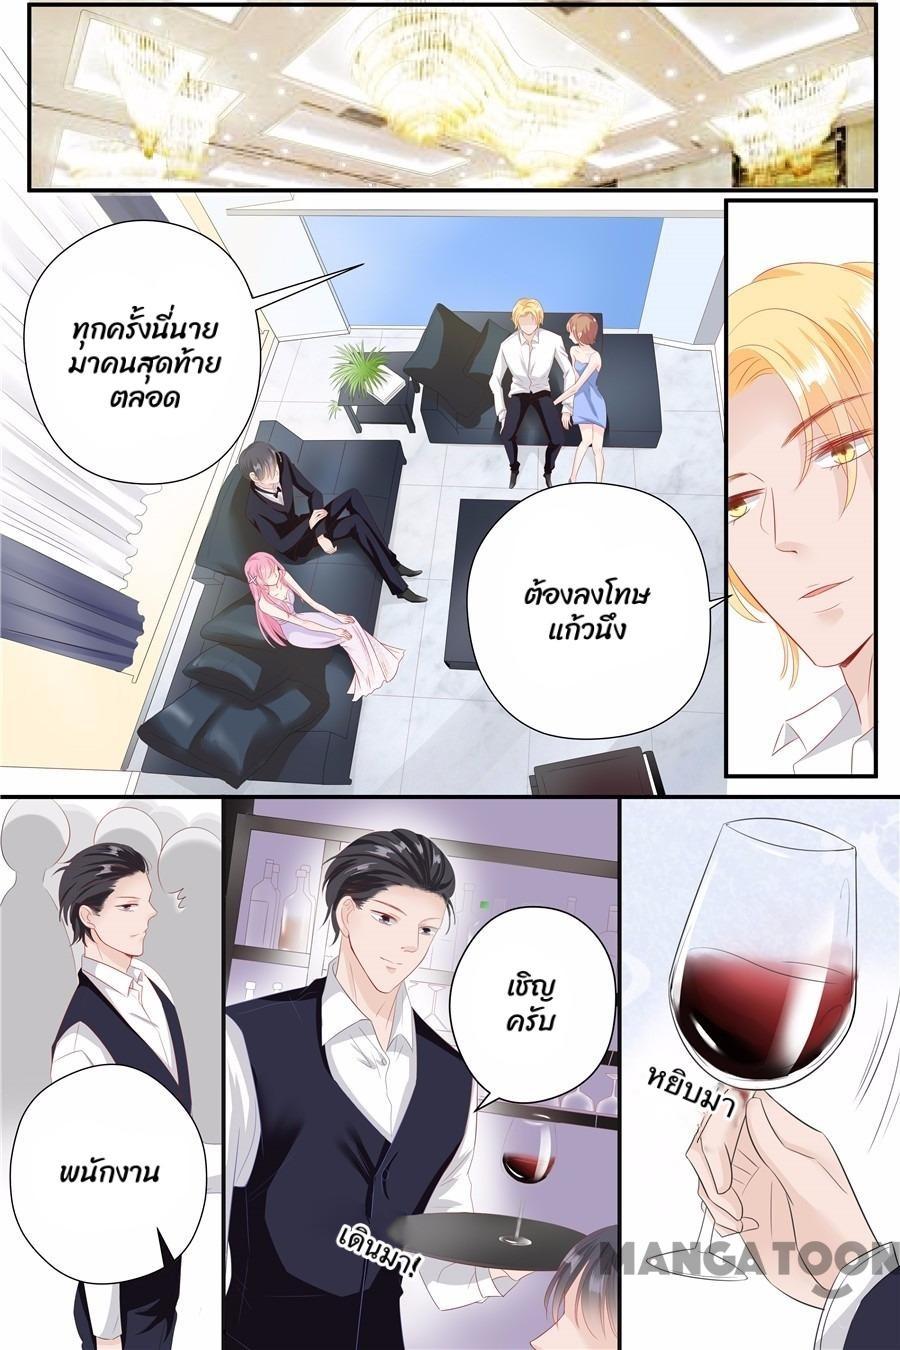 ทุกครั้งนี่นาย
มาคนสุดท้าย
ตลอด
ต้องลงโทษ
แก้วนึง
พนักงาน
เชิญ
ครับ
เดินมา!
หยิบมา
MANGATOON